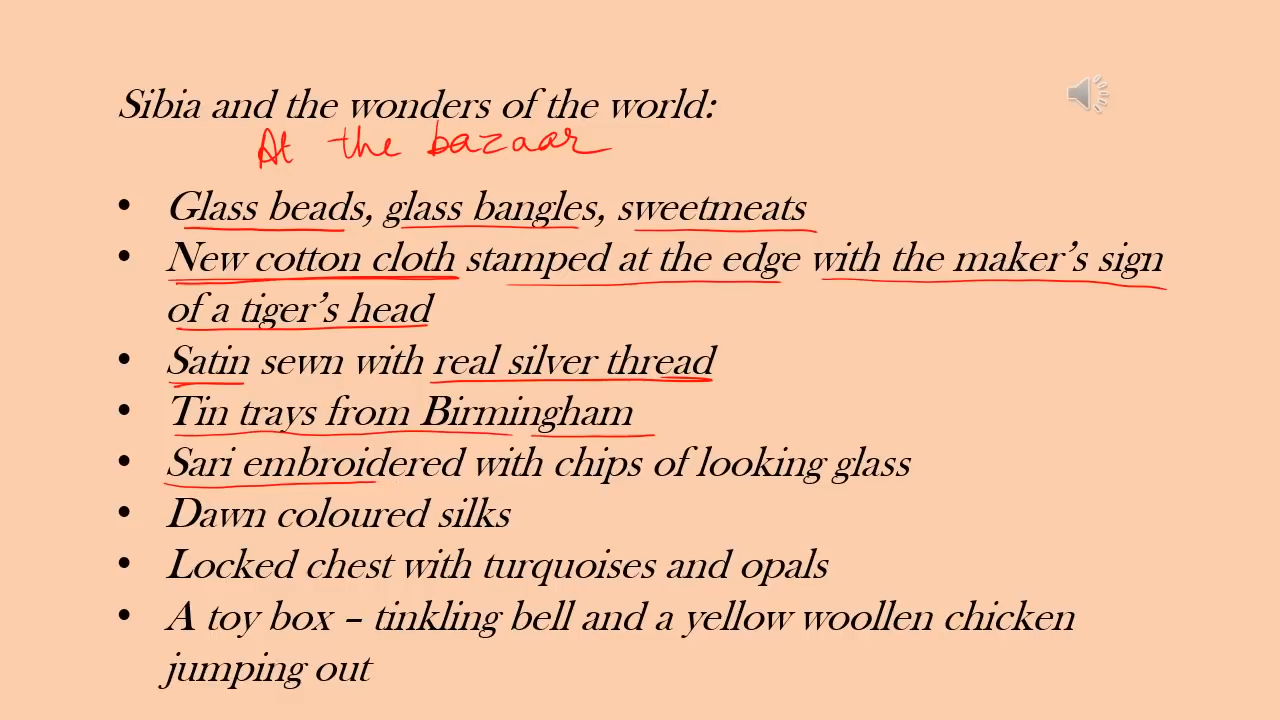 Sibia and the wonders of the world:
At the bazaar
• Glass beads, glass bangles, sweetmeats
• New cotton cloth stamped at the edge with the maker's sign
of a tiger's head
• Satin sewn with real silver thread
• Tin trays from Birmingham
• Sari embroidered with chips of looking glass
• Dawn coloured silks
• Locked chest with turquoises and opals
• A toy box – tinkling bell and a yellow woollen chicken
jumping out